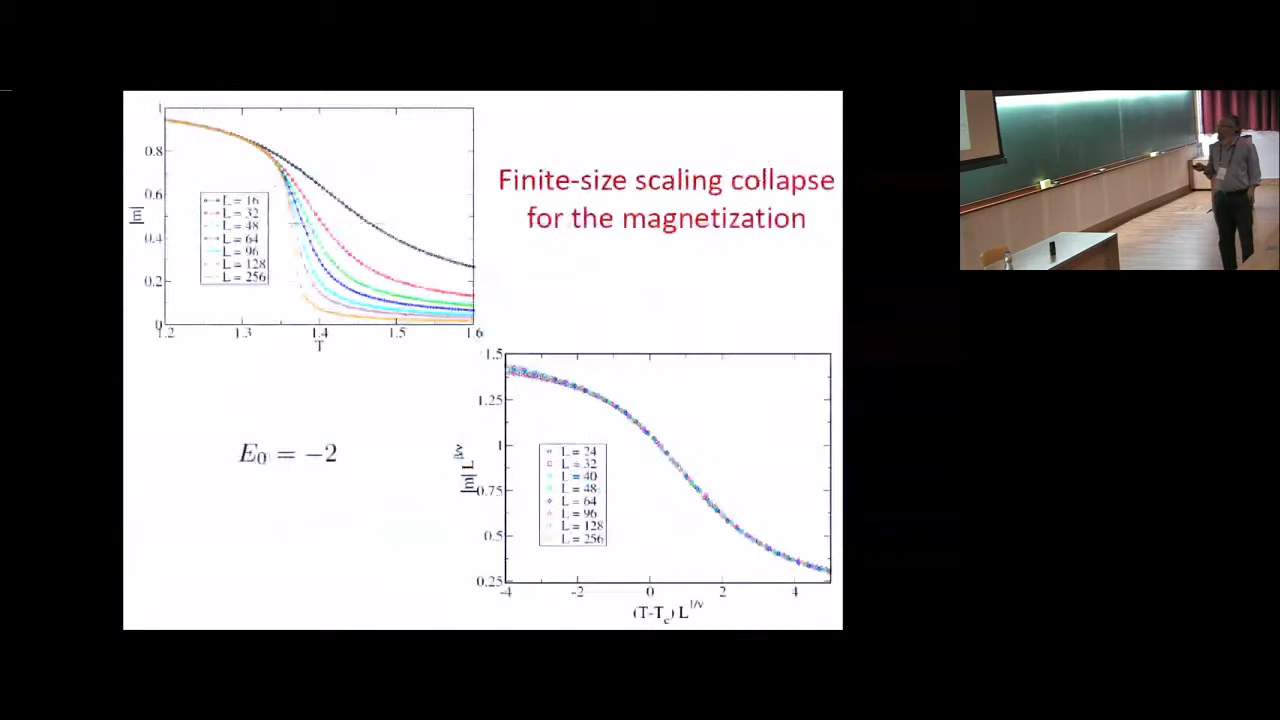 1
0.8
0.6
0.4
0.2
0
|m|
L = 16
L = 32
L = 48
L = 64
L = 96
L = 128
L = 256
1.2 1.3 1.4 1.5 1.6
T
Finite-size scaling collapse
for the magnetization
E₀ = −2
1.5
1.25
1
0.75
0.5
0.25
|m| L^β/ν
L = 24
L = 32
L = 40
L = 48
L = 64
L = 96
L = 128
L = 256
-4 -2 0 2 4
(T-Tc) L^1/ν